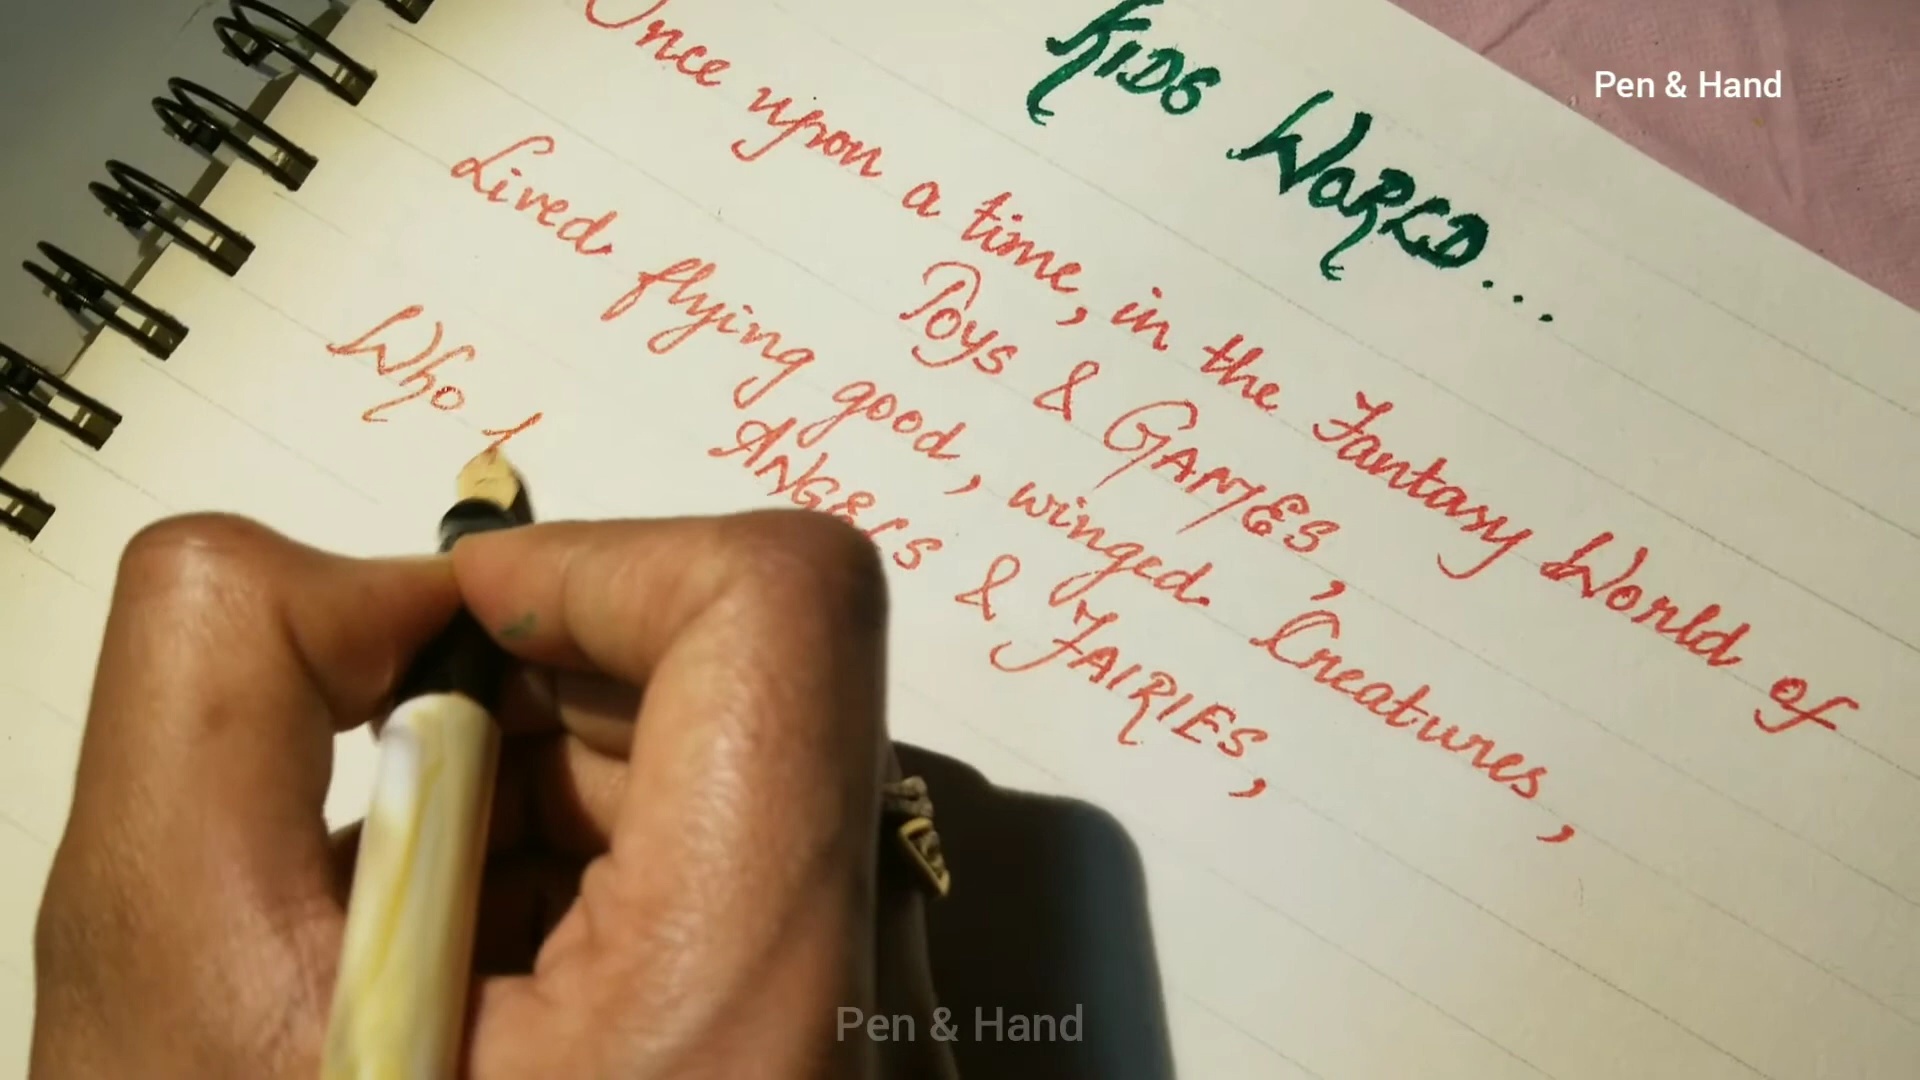 Pen & Hand
KIDS WORLD...
Once upon a time, in the Fantasy World of
Toys & GAMES,
Lived flying good, winged Creatures,
ANGELS & FAIRIES,
Who
Pen & Hand